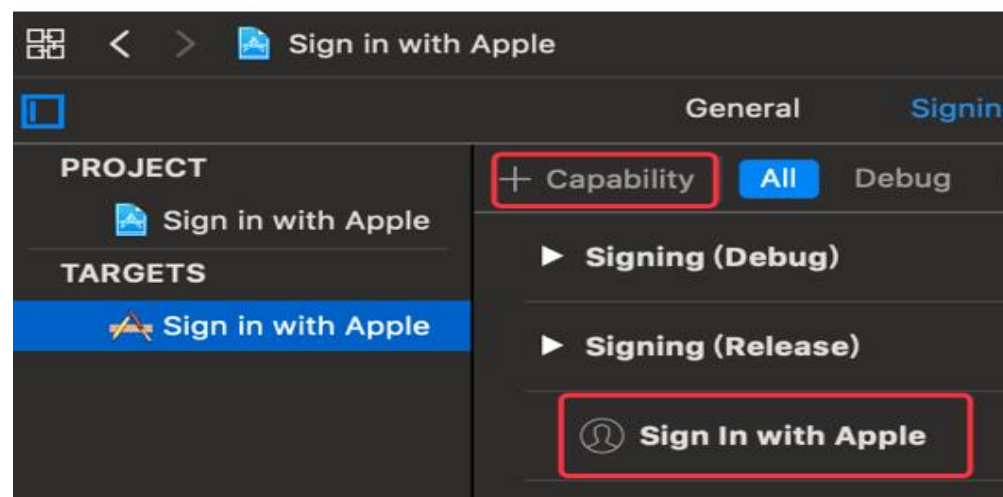 Sign in with Apple
General Signin
PROJECT
+ Capability All Debug
Sign in with Apple
Signing (Debug)
TARGETS
Sign in with Apple
Signing (Release)
Sign In with Apple